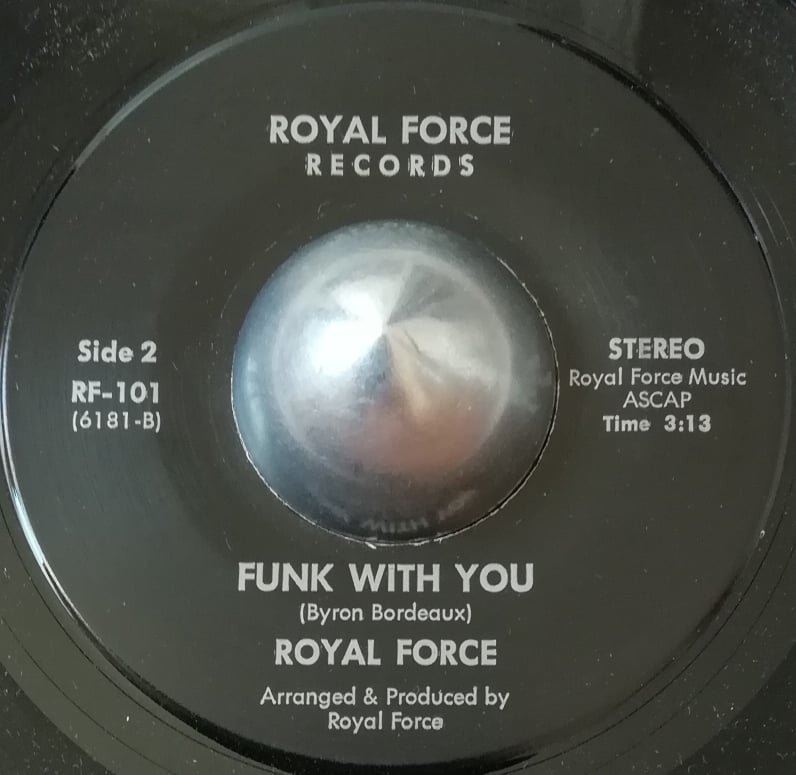 ROYAL FORCE
RECORDS
Side 2
RF-101
(6181-B)
STEREO
Royal Force Music
ASCAP
Time 3:13
FUNK WITH YOU
(Byron Bordeaux)
ROYAL FORCE
Arranged & Produced by
Royal Force